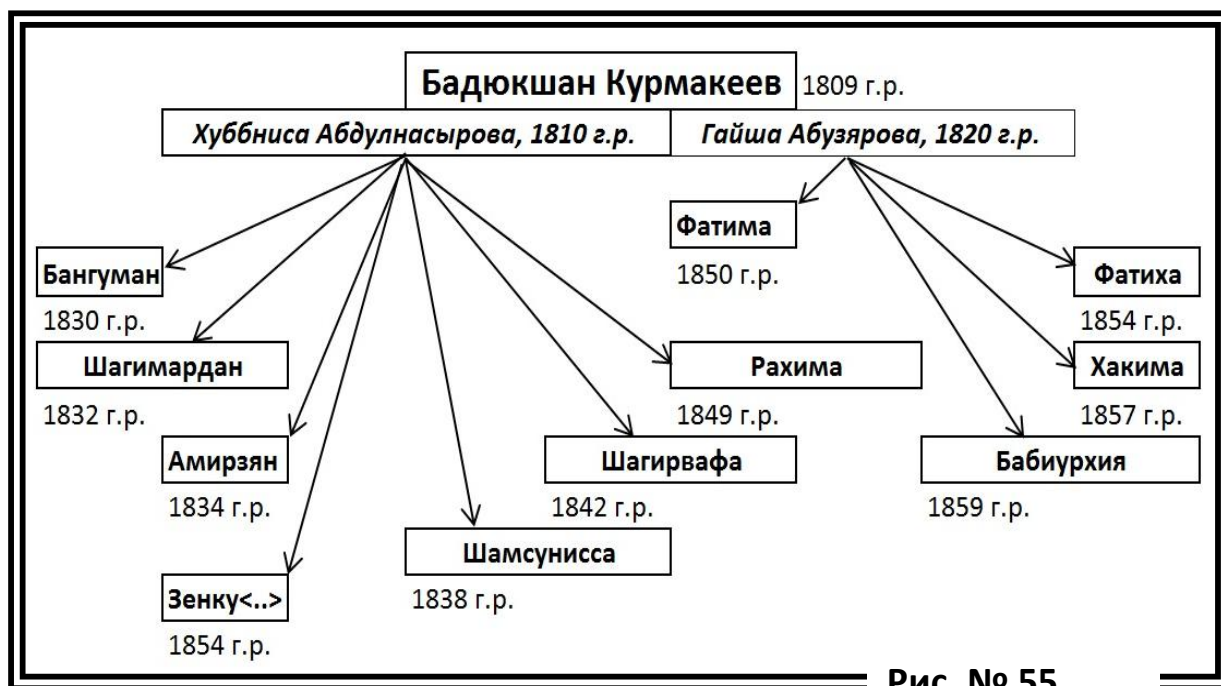 Бадюкшан Курмакеев 1809 г.р.
Хуббниса Абдулнасырова, 1810 г.р. Гайша Абузярова, 1820 г.р.
Фатима
1850 г.р.
Бангуман
1830 г.р.
Фатиха
1854 г.р.
Шагимардан
1832 г.р.
Рахима
1849 г.р.
Хакима
1857 г.р.
Амирзян
1834 г.р.
Шагирвафа
1842 г.р.
Бабиурхия
1859 г.р.
Шамсунисса
1838 г.р.
Зенку<..>
1854 г.р.
Рис. № 55